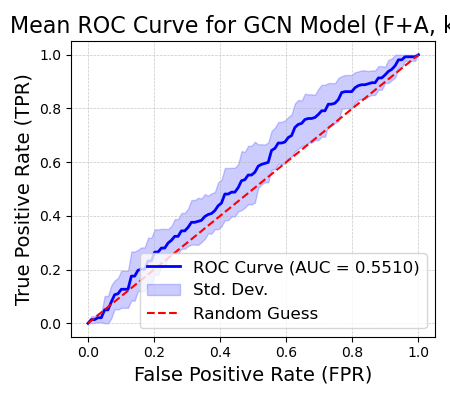 Mean ROC Curve for GCN Model (F+A, k
True Positive Rate (TPR)
1.0
0.8
0.6
0.4
0.2
0.0
ROC Curve (AUC = 0.5510)
Std. Dev.
Random Guess
0.0 0.2 0.4 0.6 0.8 1.0
False Positive Rate (FPR)